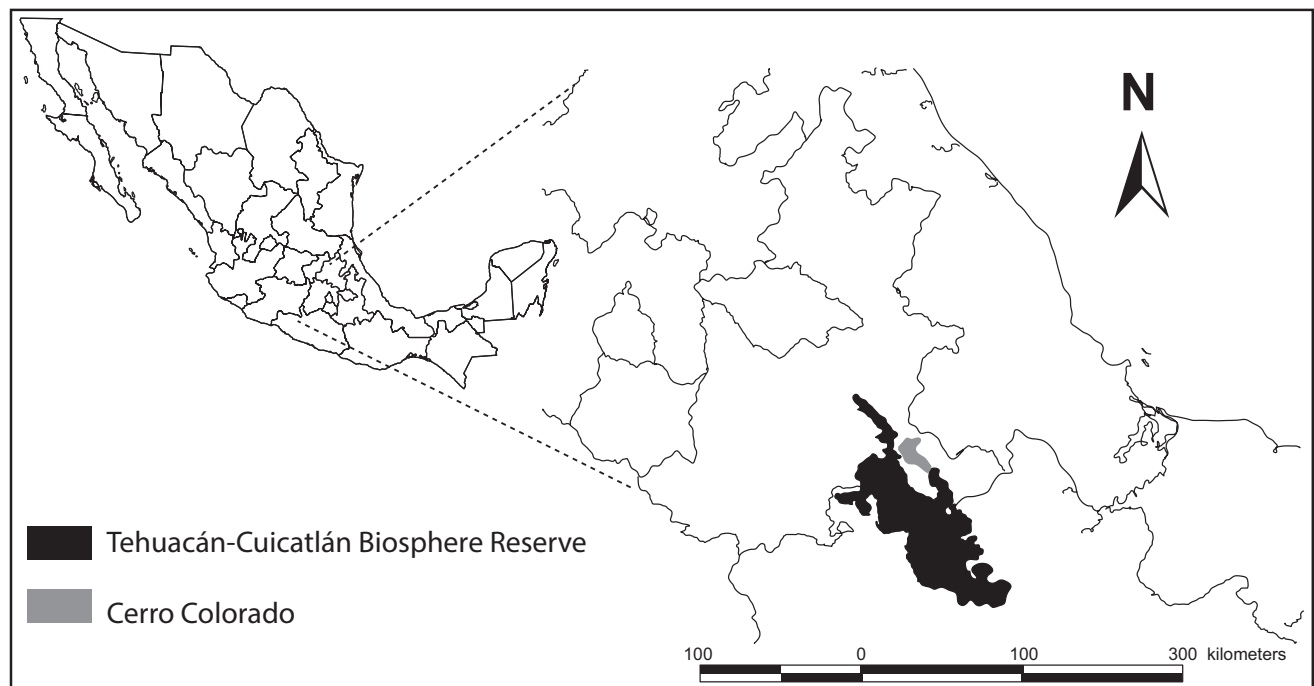 N
Tehuacán-Cuicatlán Biosphere Reserve
Cerro Colorado
100 0 100 300 kilometers